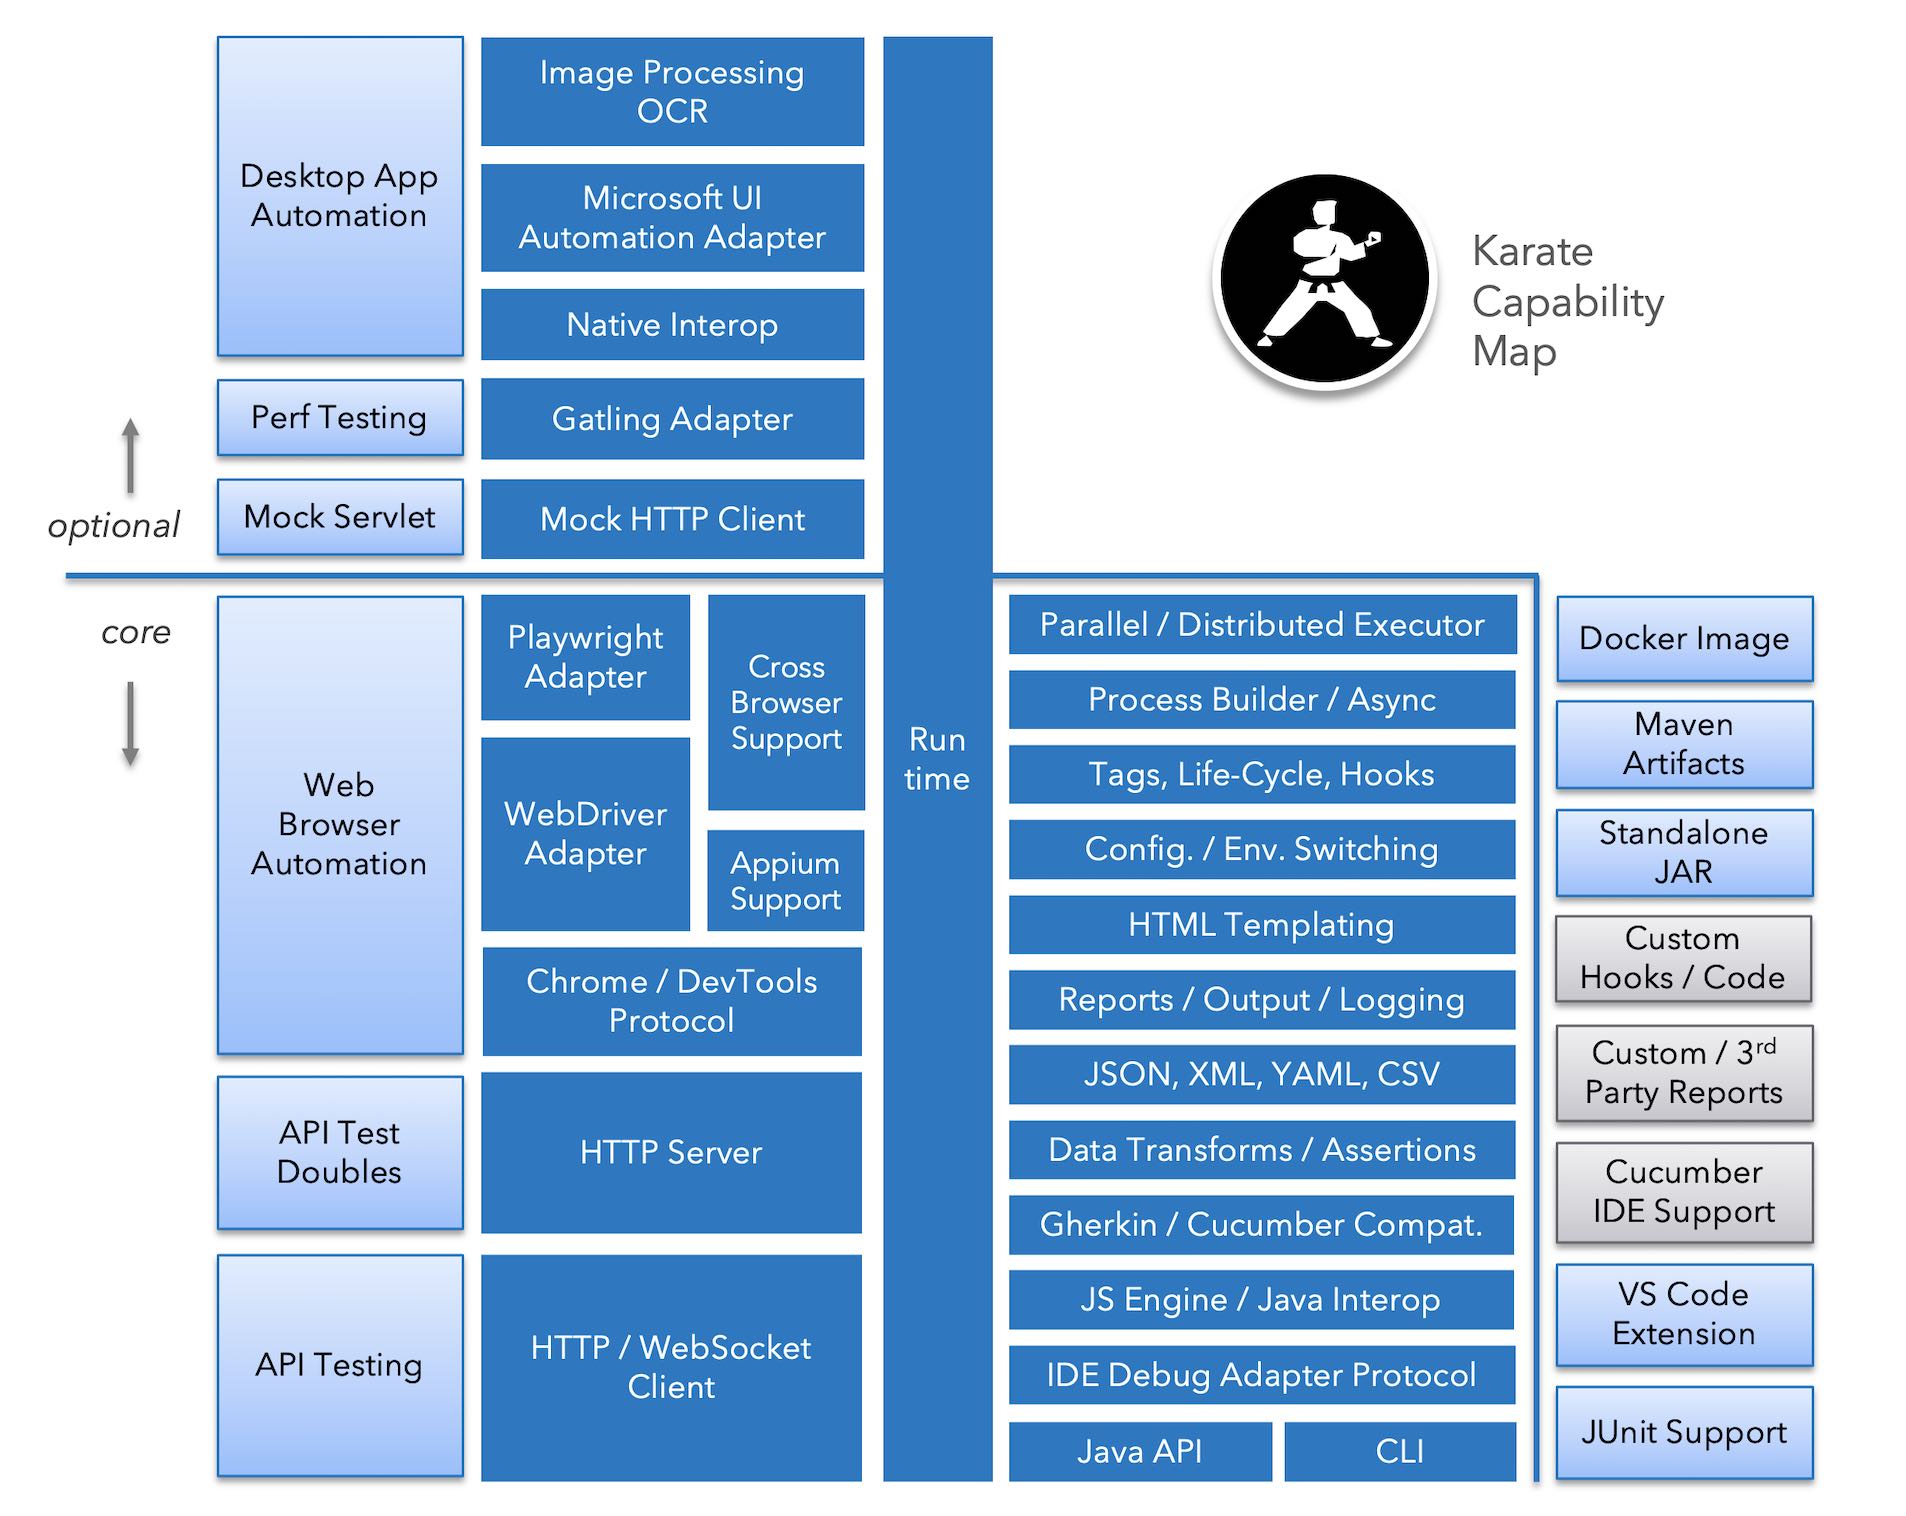 Desktop App
Automation
Image Processing
OCR
Microsoft UI
Automation Adapter
Native Interop
Perf Testing
Gatling Adapter
Mock Servlet
Mock HTTP Client
optional
core
Karate
Capability
Map
Web
Browser
Automation
Playwright
Adapter
Cross
Browser
Support
WebDriver
Adapter
Appium
Support
Chrome / DevTools
Protocol
API Test
Doubles
HTTP Server
API Testing
HTTP / WebSocket
Client
Run
time
Parallel / Distributed Executor
Process Builder / Async
Tags, Life-Cycle, Hooks
Config. / Env. Switching
HTML Templating
Reports / Output / Logging
JSON, XML, YAML, CSV
Data Transforms / Assertions
Gherkin / Cucumber Compat.
JS Engine / Java Interop
IDE Debug Adapter Protocol
Java API
CLI
Docker Image
Maven
Artifacts
Standalone
JAR
Custom
Hooks / Code
Custom / 3rd
Party Reports
Cucumber
IDE Support
VS Code
Extension
JUnit Support